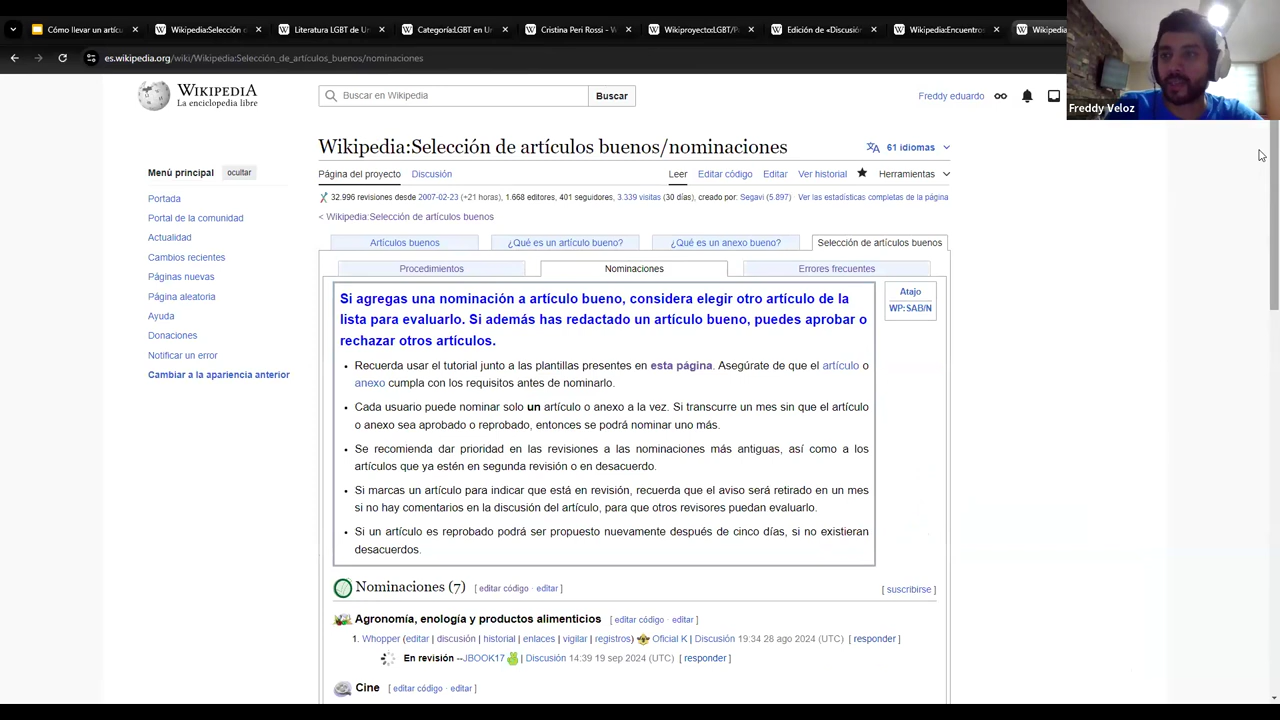 Cómo llevar un artícu
Wikipedia:Selección
Literatura LGBT de U
Categoría:LGBT en U
Cristina Peri Rossi - W
Wikiproyecto:LGBT/P
Edición de «Discusión
Wikipedia:Encuentros
Wikipedia
es.wikipedia.org/wiki/Wikipedia:Selección_de_artículos_buenos/nominaciones
Freddy Veloz
WIKIPEDIA
La enciclopedia libre
Buscar en Wikipedia
Buscar
Freddy eduardo
Menú principal ocultar
Portada
Portal de la comunidad
Actualidad
Cambios recientes
Páginas nuevas
Página aleatoria
Ayuda
Donaciones
Notificar un error
Cambiar a la apariencia anterior
Wikipedia:Selección de artículos buenos/nominaciones
61 idiomas
Página del proyecto Discusión Leer Editar código Editar Ver historial Herramientas
32.996 revisiones desde 2007-02-23 (+21 horas), 1.668 editores, 401 seguidores, 3.339 visitas (30 días), creado por: Segavi (5.897) Ver las estadísticas completas de la página
< Wikipedia:Selección de artículos buenos
Artículos buenos ¿Qué es un artículo bueno? ¿Qué es un anexo bueno? Selección de artículos buenos
Procedimientos Nominaciones Errores frecuentes
Si agregas una nominación a artículo bueno, considera elegir otro artículo de la
lista para evaluarlo. Si además has redactado un artículo bueno, puedes aprobar o
rechazar otros artículos.
Atajo
WP:SAB/N
• Recuerda usar el tutorial junto a las plantillas presentes en esta página. Asegúrate de que el artículo o
anexo cumpla con los requisitos antes de nominarlo.
• Cada usuario puede nominar solo un artículo o anexo a la vez. Si transcurre un mes sin que el artículo
o anexo sea aprobado o reprobado, entonces se podrá nominar uno más.
• Se recomienda dar prioridad en las revisiones a las nominaciones más antiguas, así como a los
artículos que ya estén en segunda revisión o en desacuerdo.
• Si marcas un artículo para indicar que está en revisión, recuerda que el aviso será retirado en un mes
si no hay comentarios en la discusión del artículo, para que otros revisores puedan evaluarlo.
• Si un artículo es reprobado podrá ser propuesto nuevamente después de cinco días, si no existieran
desacuerdos.
Nominaciones (7) [ editar código · editar ] [ suscribirse ]
Agronomía, enología y productos alimenticios [ editar código · editar ]
1. Whopper (editar | discusión | historial | enlaces | vigilar | registros) Oficial K | Discusión 19:34 28 ago 2024 (UTC) [ responder ]
En revisión --JBOOK17 | Discusión 14:39 19 sep 2024 (UTC) [ responder ]
Cine [ editar código · editar ]